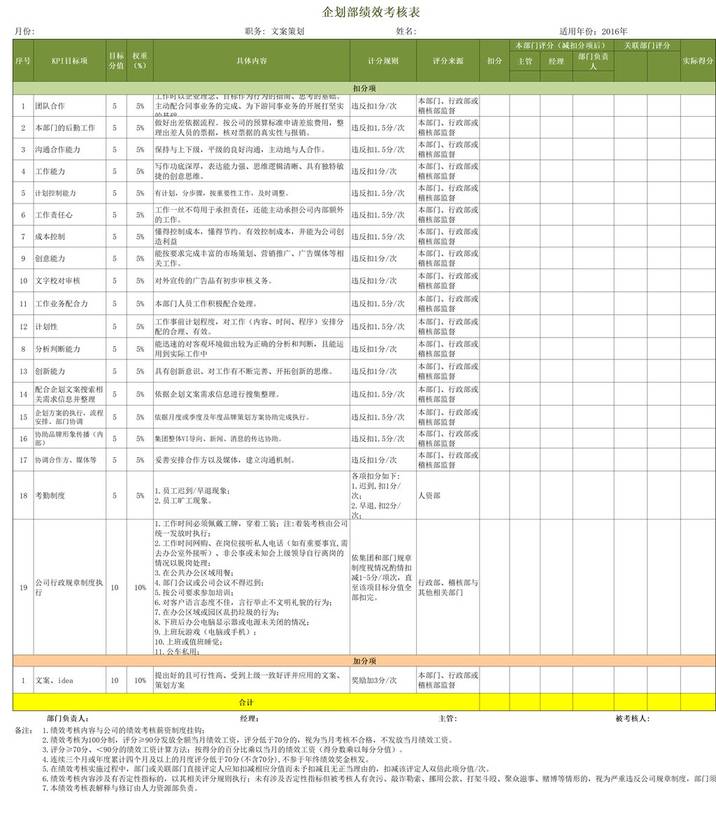 企划部绩效考核表
月份: 职务: 文案策划 姓名: 适用年份: 2016年
序号 KPI目标项 目标分值 权重(%) 具体内容 计分规则 评分来源 扣分 本部门评分（减扣分项后） 关联部门评分 实际得分
主管 经理 部门负责人
扣分项
1 团队合作 5 5% 主动配合同事业务的完成、为下游同事业务的开展打坚实 违反扣1分/次 本部门、行政部或稽核部监督
2 本部门的后勤工作 5 5% 做好出差依据流程。按公司的预算标准申请差旅费用，整理出差人员的票据，核对票据的真实性与报销。 违反扣1.5分/次 本部门、行政部或稽核部监督
3 沟通合作能力 5 5% 保持与上下级，平级的良好沟通，主动地与人合作。 违反扣1.5分/次 本部门、行政部或稽核部监督
4 工作能力 5 5% 写作功底深厚，表达能力强、思维逻辑清晰、具有独特敏捷的创意思维。 违反扣1分/次 本部门、行政部或稽核部监督
5 计划控制能力 5 5% 有计划，分步骤，按重要性工作，及时调整。 违反扣1.5分/次 本部门、行政部或稽核部监督
6 工作责任心 5 5% 工作一丝不苟用于承担责任，还能主动承担公司内部额外的工作。 违反扣1.5分/次 本部门、行政部或稽核部监督
7 成本控制 5 5% 懂得控制成本，懂得节约。有效控制成本，并能为公司创造利益 违反扣1.5分/次 本部门、行政部或稽核部监督
9 创意能力 5 5% 能按要求完成丰富的市场策划、营销推广、广告媒体等相关工作。 违反扣1分/次 本部门、行政部或稽核部监督
10 文字校对审核 5 5% 对外宣传的广告品有初步审核义务。 违反扣1分/次 本部门、行政部或稽核部监督
11 工作业务配合力 5 5% 本部门人员工作积极配合处理。 违反扣1.5分/次 本部门、行政部或稽核部监督
12 计划性 5 5% 工作事前计划程度，对工作（内容、时间、程序）安排分配的合理、有效。 违反扣1.5分/次 本部门、行政部或稽核部监督
8 分析判断能力 5 5% 能迅速的对客观环境做出较为正确的分析和判断，且能运用到实际工作中 违反扣1分/次 本部门、行政部或稽核部监督
13 创新能力 5 5% 具有创新意识、对工作有不断完善、开拓创新的思维。 违反扣1分/次 本部门、行政部或稽核部监督
14 配合企划文案搜索相关需求信息并整理 5 5% 依据企划文案需求信息进行搜集整理。 违反扣1.5分/次 本部门、行政部或稽核部监督
15 企划方案的执行，流程安排、部门协调 5 5% 依据月度或季度及年度品牌策划方案协助完成执行。 违反扣1.5分/次 本部门、行政部或稽核部监督
16 协助品牌形象传播（内部） 5 5% 集团整体VI导向、新闻、消息的传达协助。 违反扣1.5分/次 本部门、行政部或稽核部监督
17 协调合作方、媒体等 5 5% 妥善安排合作方以及媒体，建立沟通机制。 违反扣1分/次 本部门、行政部或稽核部监督
18 考勤制度 5 5% 1.员工迟到/早退现象； 2.员工旷工现象。 各项扣分如下: 1.迟到,扣1分/次； 2.早退,扣2分/次； 人资部
19 公司行政规章制度执行 10 10% 1.工作时间必须佩戴工牌，穿着工装；注:着装考核由公司统一发放时执行；
2.工作时间网购、在岗位接听私人电话（如有重要事宜,需去办公室外接听）、非公事或未知会上级领导自行离岗的情况以脱岗处理；
3.在公共办公区域用餐；
4.部门会议或公司会议不得迟到；
5.按公司要求参加培训；
6.对客户语言态度不佳，言行举止不文明礼貌的行为；
7.在办公区域或园区乱扔垃圾的行为；
8.下班后办公电脑显示器或电源未关闭的情况；
9.上班玩游戏（电脑或手机）；
10.上班或值班睡觉；
11.公车私用；
依集团和部门规章制度视情况酌情扣减1-5分/项次，直至该项目标分值全部扣完。 行政部、稽核部与其他相关部门
加分项
1 文案、idea 10 10% 提出好的且可行性高、受到上级一致好评并应用的文案、策划方案 奖励加3分/次 本部门、行政部或稽核部监督
合计
部门负责人： 经理： 主管： 被考核人：
备注： 1.绩效考核内容与公司的绩效考核薪资制度挂钩；
2.绩效考核为100分制，评分≥90分发放全额当月绩效工资，评分低于70分的，视为当月考核不合格，不发放当月绩效工资。
3.评分≥70分、<90分的绩效工资计算方法：按得分的百分比乘以当月的绩效工资（得分数乘以每分分值）。
4.连续三个月或年度累计四个月及以上的月度评分低于70分(不含70分),不参于年终绩效奖金核发。
5.在绩效考核实施过程中，部门或关联部门直接评定人应知扣减相应分值而未予扣减且无正当理由的，扣减该评定人双倍此项分值/次。
6.绩效考核内容涉及有否定性指标的，以其相关评分规则执行；未有涉及否定性指标但被考核人有贪污、敲诈勒索、挪用公款、打架斗殴、聚众滋事、赌博等情形的，视为严重违反公司规章制度，部门须
7.本绩效考核表解释与修订由人力资源部负责。